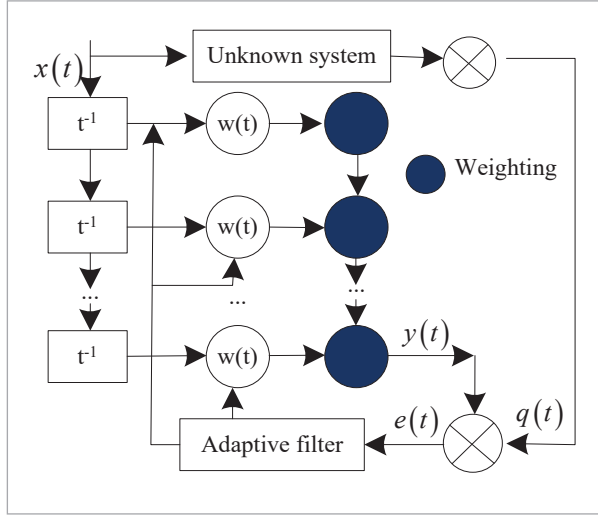 Unknown system
x(t)
t⁻¹
w(t)
Weighting
t⁻¹
w(t)
...
...
...
t⁻¹
w(t)
y(t)
e(t)
q(t)
Adaptive filter